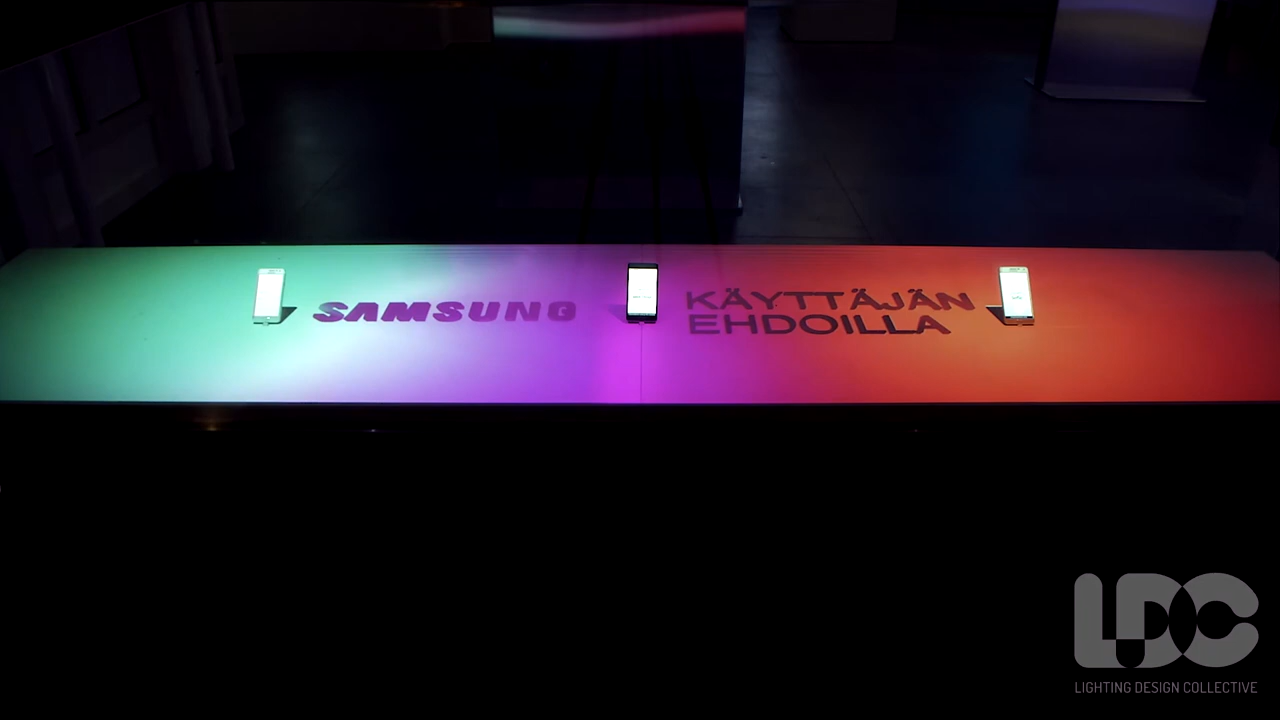 SAMSUNG
KÄYTTÄJÄN
EHDOILLA
LDC
LIGHTING DESIGN COLLECTIVE